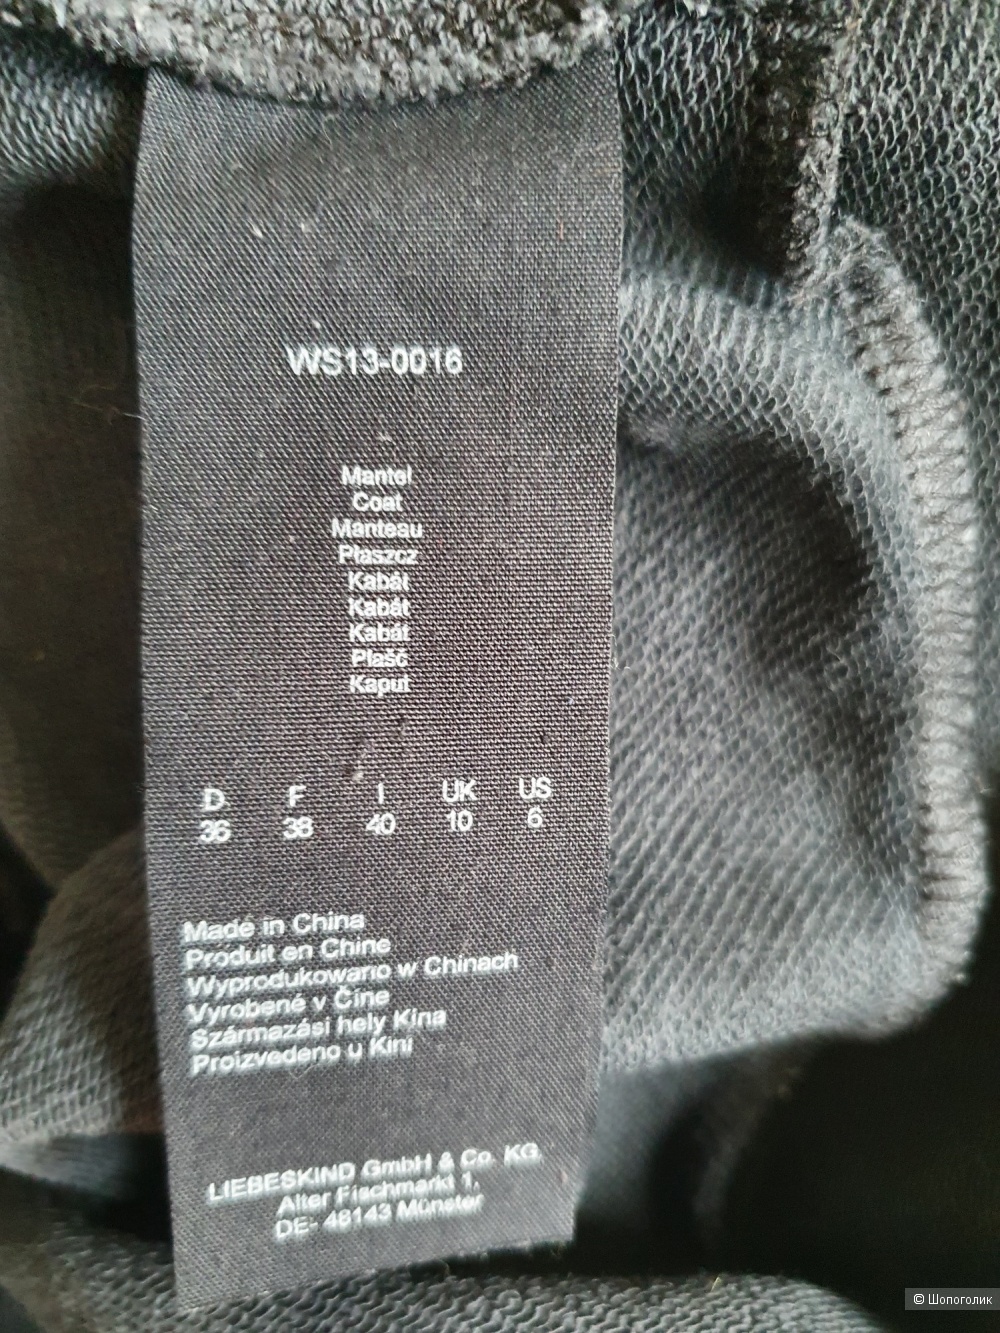 WS13-0016
Mantel
Coat
Manteau
Płaszcz
Kabát
Kabát
Kabát
Plašč
Kaput
D F I UK US
36 38 40 10 6
Made in China
Produit en Chine
Wyprodukowano w Chinach
Vyrobené v Číne
Származási hely Kína
Proizvedeno u Kini
LIEBESKIND GmbH & Co. KG.
Alter Fischmarkt 1,
DE- 48143 Münster
© Шопоголик